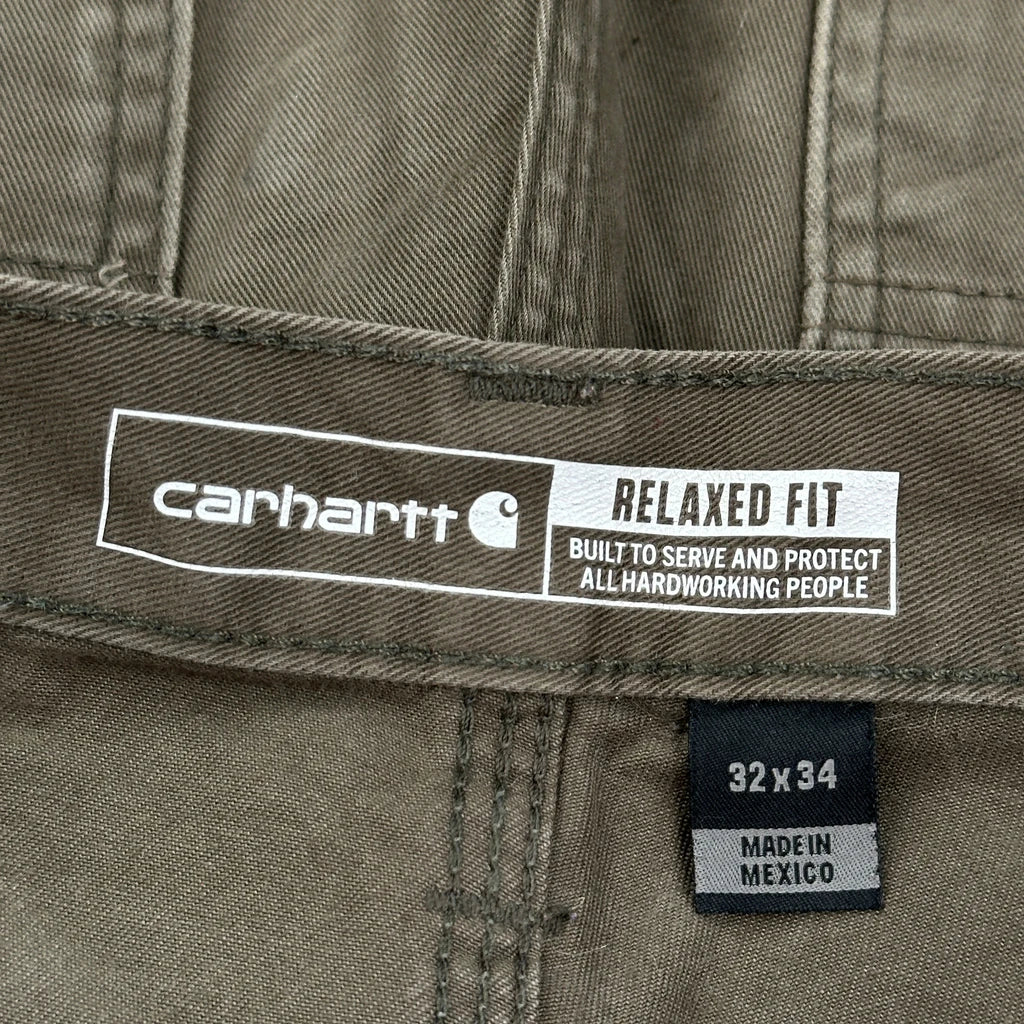 carhartt
RELAXED FIT
BUILT TO SERVE AND PROTECT
ALL HARDWORKING PEOPLE
32 x 34
MADE IN
MEXICO